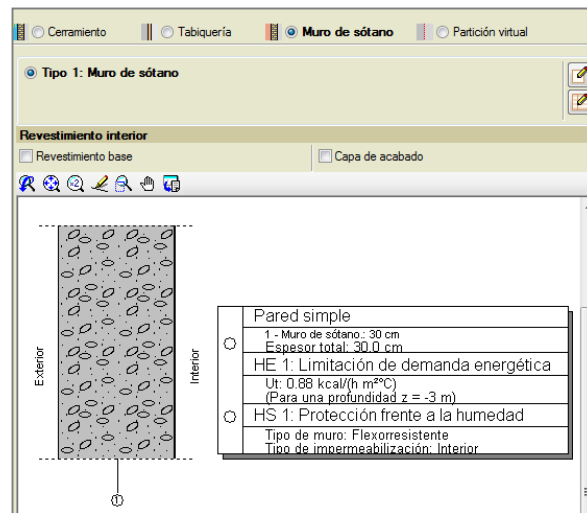 Cerramiento Tabiquería Muro de sótano Partición virtual
Tipo 1: Muro de sótano
Revestimiento interior
Revestimiento base Capa de acabado
x2
Exterior
Interior
1
Pared simple
1 - Muro de sótano.: 30 cm
Espesor total: 30.0 cm
HE 1: Limitación de demanda energética
Ut: 0.88 kcal/(h m²°C)
(Para una profundidad z = -3 m)
HS 1: Protección frente a la humedad
Tipo de muro: Flexorresistente
Tipo de impermeabilización: Interior